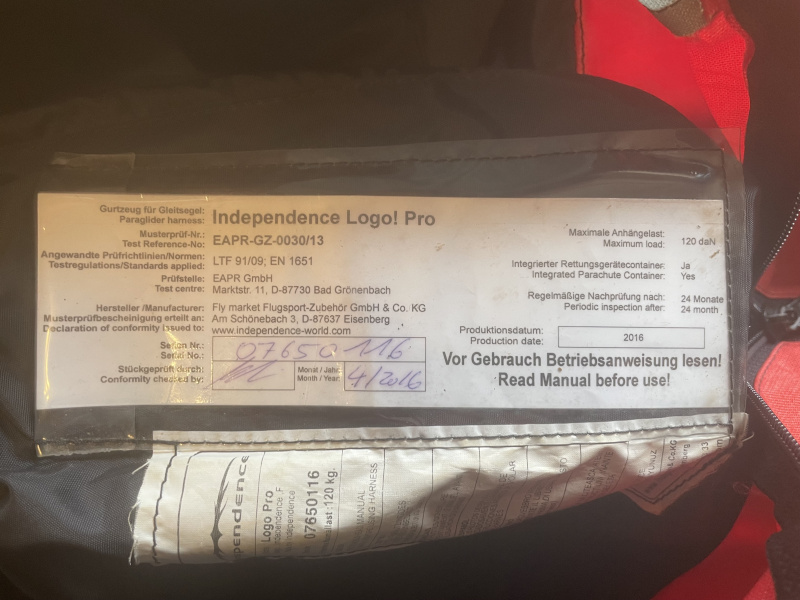 Gurtzeug für Gleitsegel:
Paraglider harness:
Independence Logo! Pro
Musterprüf-Nr.:
Test Reference-No:
EAPR-GZ-0030/13
Angewandte Prüfrichtlinien/Normen:
Testregulations/Standards applied:
LTF 91/09; EN 1651
Prüfstelle: EAPR GmbH
Test centre: Marktstr. 11, D-87730 Bad Grönenbach
Hersteller /Manufacturer: Fly market Flugsport-Zubehör GmbH & Co. KG
Musterprüfbescheinigung erteilt an: Am Schönebach 3, D-87637 Eisenberg
Declaration of conformity issued to: www.independence-world.com
Serien Nr.:
Serial-No.:
07650116
Stückgeprüft durch:
Conformity checked by:
Monat / Jahr:
Month / Year:
4/2016
Maximale Anhängelast:
Maximum load:
120 daN
Integrierter Rettungsgerätecontainer: Ja
Integrated Parachute Container: Yes
Regelmäßige Nachprüfung nach: 24 Monate
Periodic inspection after: 24 month
Produktionsdatum:
Production date:
2016
Vor Gebrauch Betriebsanweisung lesen!
Read Manual before use!
pendence
Logo Pro
Independence
07650116
last: 120 kg.
MANUAL
HARNESS